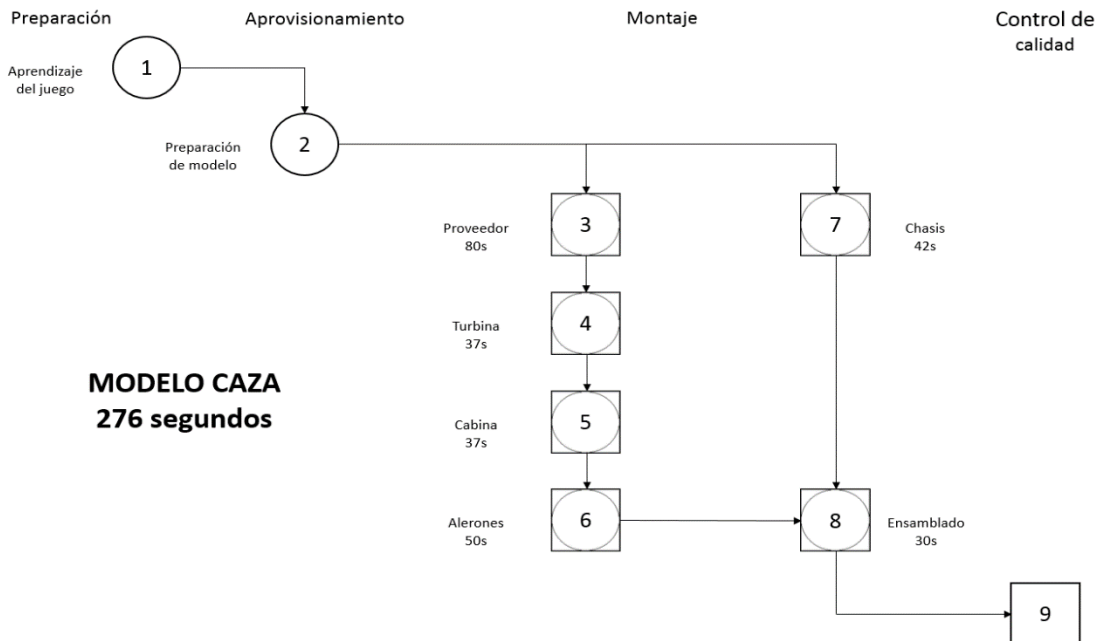 Preparación
Aprovisionamiento
Montaje
Control de
calidad
1
Aprendizaje
del juego
2
Preparación
de modelo
3
Proveedor
80s
7
Chasis
42s
4
Turbina
37s
MODELO CAZA
276 segundos
5
Cabina
37s
6
Alerones
50s
8
Ensamblado
30s
9